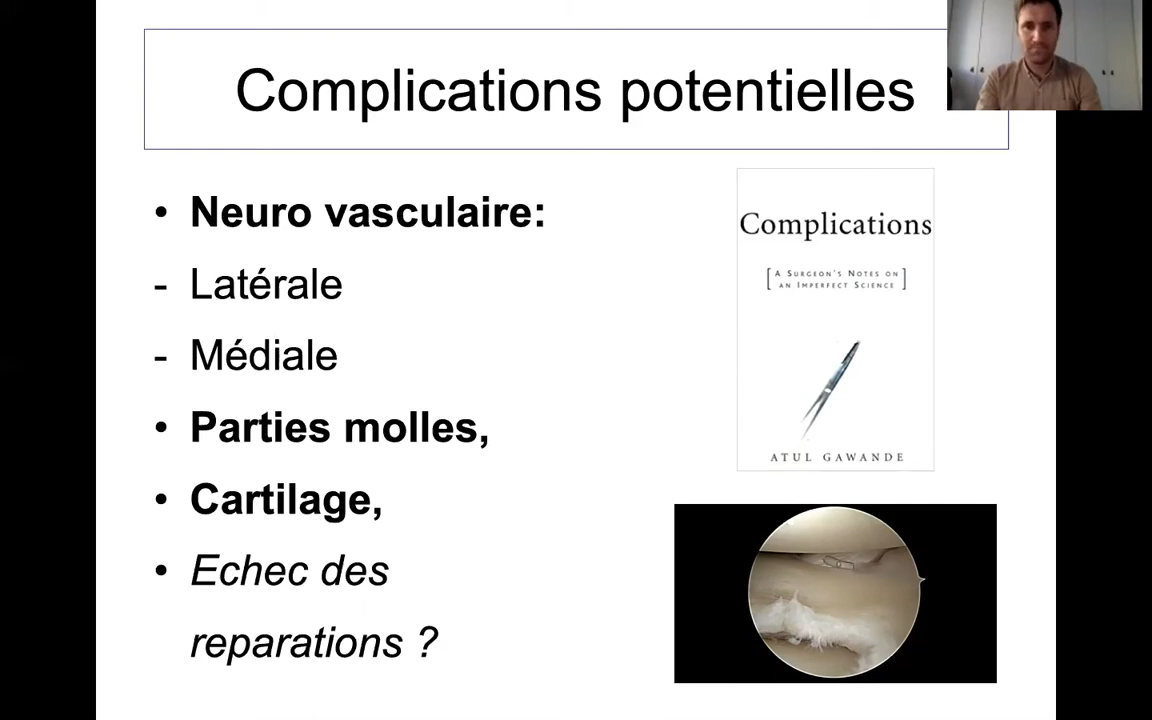 Complications potentielles
• Neuro vasculaire:
- Latérale
- Médiale
• Parties molles,
• Cartilage,
• Echec des
reparations ?
Complications
[A SURGEON'S NOTES ON
AN IMPERFECT SCIENCE]
ATUL GAWANDE